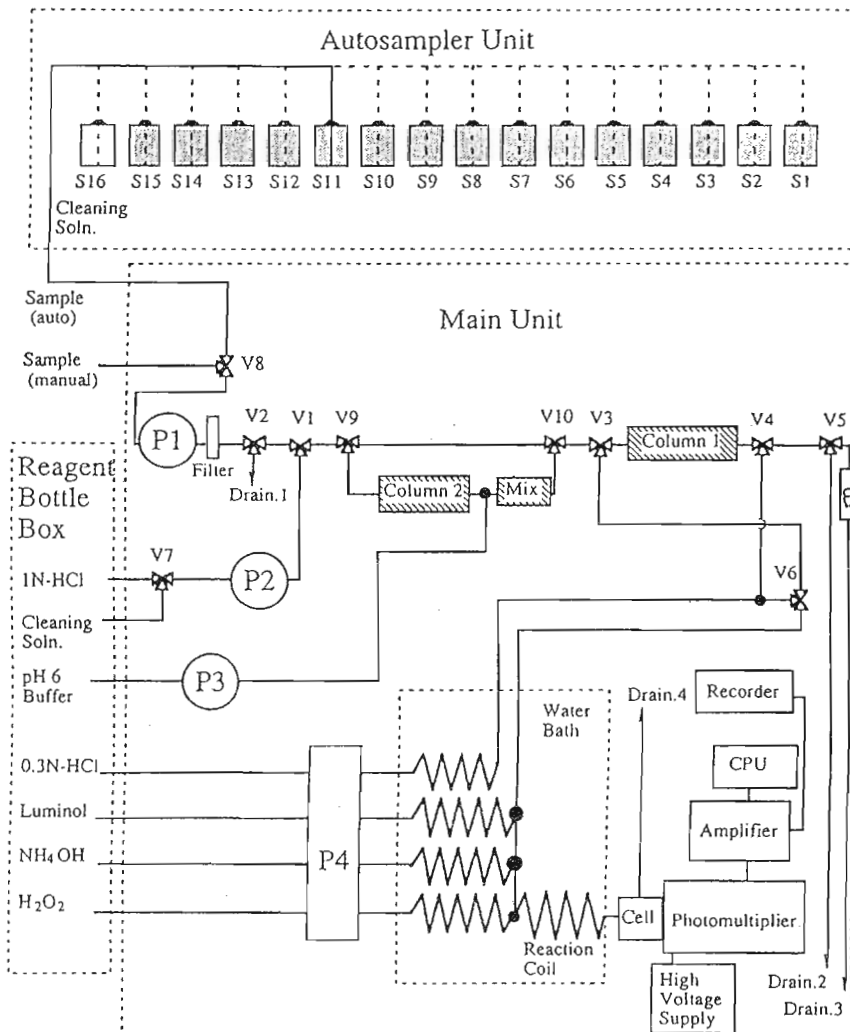 Autosampler Unit
S16 S15 S14 S13 S12 S11 S10 S9 S8 S7 S6 S5 S4 S3 S2 S1
Cleaning
Soln.
Sample
(auto)
Main Unit
Sample
(manual)
V8
V2 V1 V9 V10 V3 V4 V5
P1
Column 1
Filter
Drain.1
Column 2
Mix
Reagent
Bottle
Box
V7
V6
1N-HCl
P2
Cleaning
Soln.
pH 6
Buffer
P3
Water
Bath
Drain.4
Recorder
0.3N-HCl
CPU
Luminol
Amplifier
P4
NH4OH
H2O2
Cell
Photomultiplier
Reaction
Coil
High
Voltage
Supply
Drain.2
Drain.3